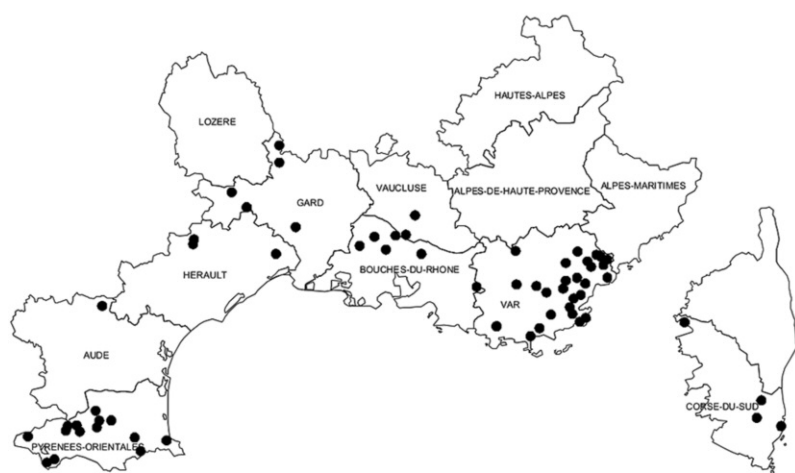 HAUTES-ALPES
LOZERE
VAUCLUSE
ALPES-DE-HAUTE-PROVENCE
ALPES-MARITIMES
GARD
HERAULT
BOUCHES-DU-RHONE
VAR
AUDE
CORSE-DU-SUD
PYRENEES-ORIENTALES